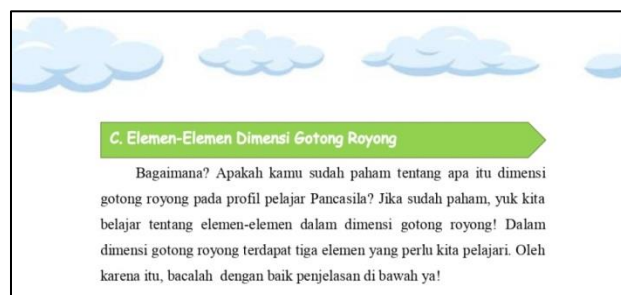 C. Elemen-Elemen Dimensi Gotong Royong
Bagaimana? Apakah kamu sudah paham tentang apa itu dimensi
gotong royong pada profil pelajar Pancasila? Jika sudah paham, yuk kita
belajar tentang elemen-elemen dalam dimensi gotong royong! Dalam
dimensi gotong royong terdapat tiga elemen yang perlu kita pelajari. Oleh
karena itu, bacalah dengan baik penjelasan di bawah ya!